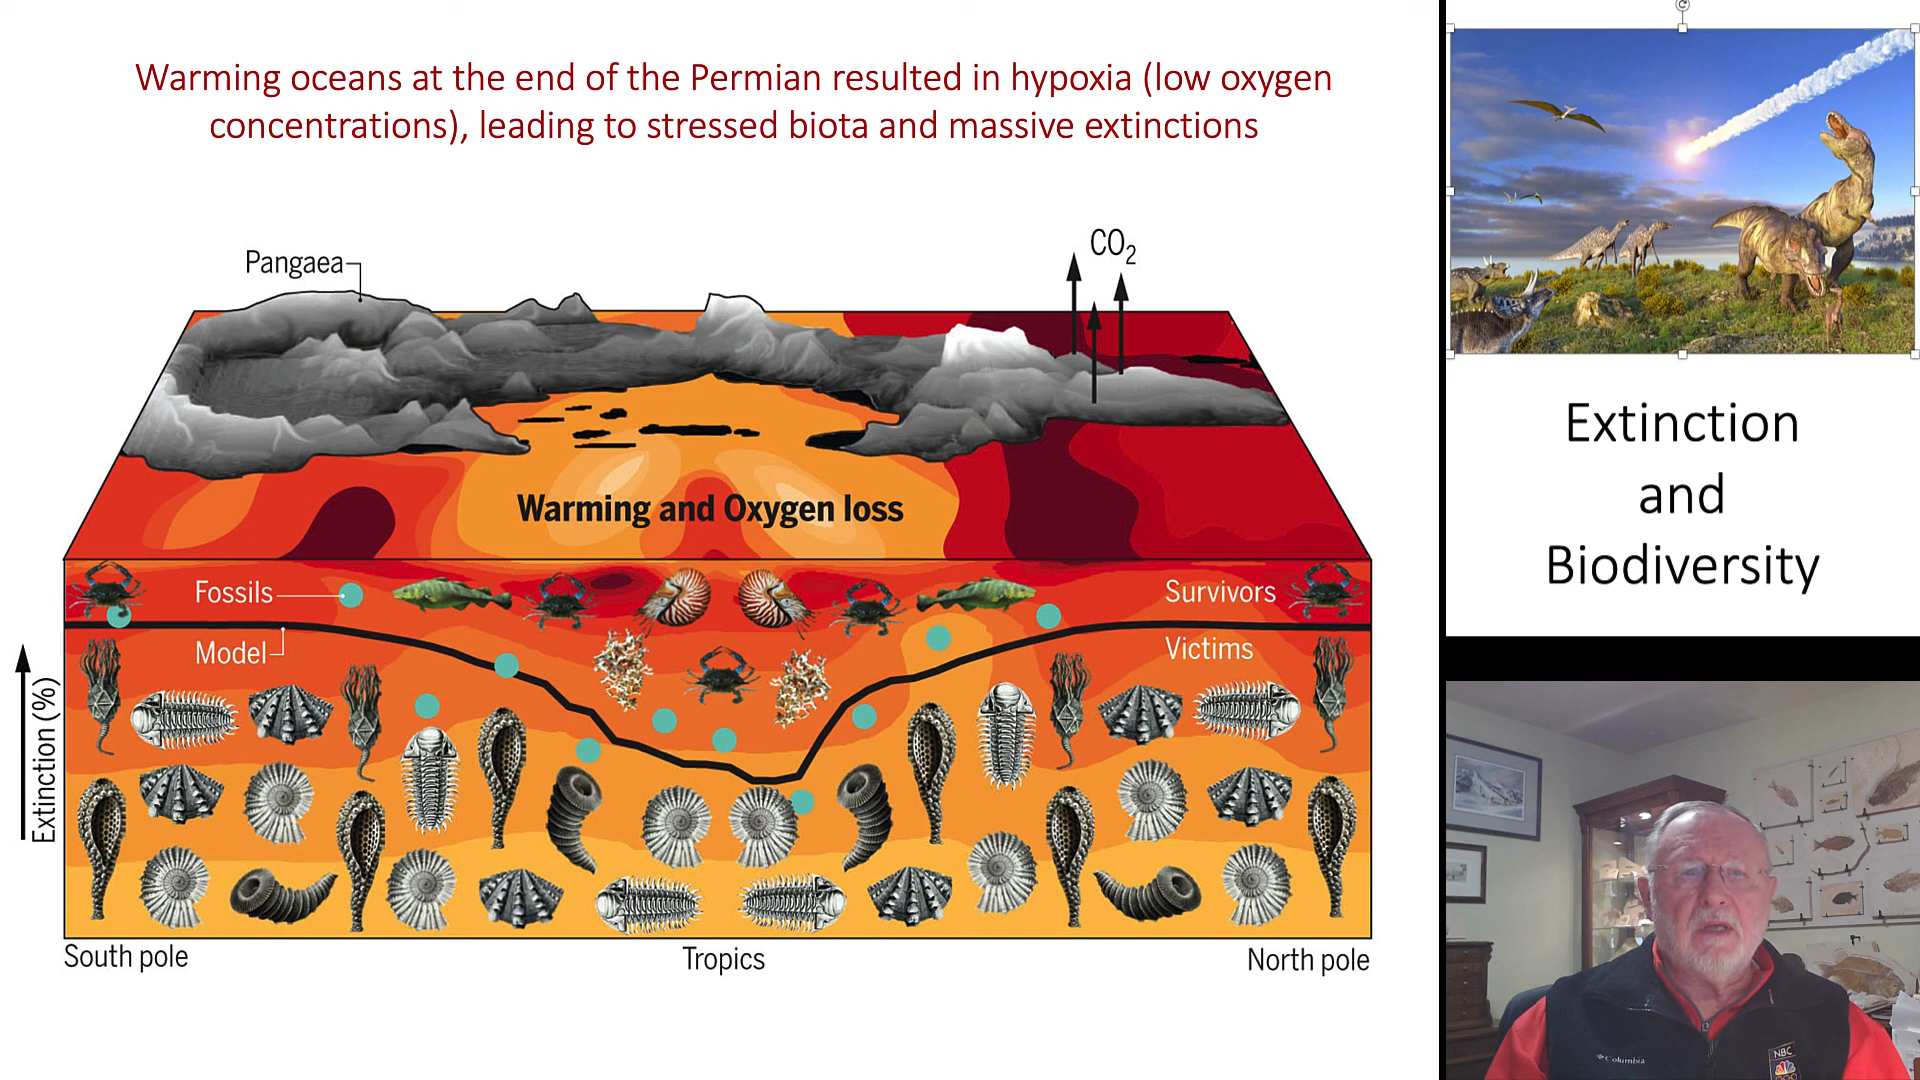 Warming oceans at the end of the Permian resulted in hypoxia (low oxygen
concentrations), leading to stressed biota and massive extinctions
Pangaea
CO2
Warming and Oxygen loss
Fossils
Survivors
Model
Victims
Extinction (%)
South pole
Tropics
North pole
Extinction
and
Biodiversity
Columbia
NBC